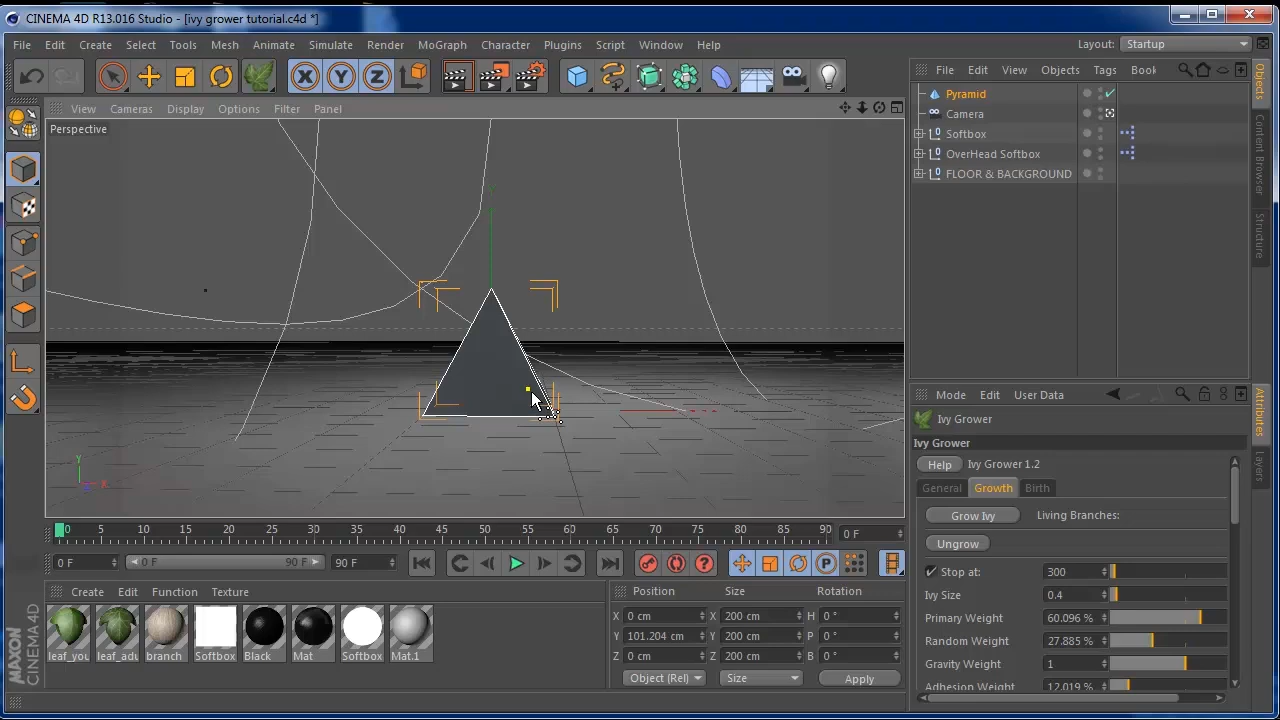 CINEMA 4D R13.016 Studio - [ivy grower tutorial.c4d *]
File Edit Create Select Tools Mesh Animate Simulate Render MoGraph Character Plugins Script Window Help Layout: Startup
X Y Z
File Edit View Objects Tags Book
View Cameras Display Options Filter Panel
Perspective
Pyramid
Camera
Softbox
OverHead Softbox
FLOOR & BACKGROUND
Objects
Content Browser
Structure
Y
X
Mode Edit User Data
Ivy Grower
Ivy Grower
Help Ivy Grower 1.2
General Growth Birth
Grow Ivy Living Branches:
Ungrow
Stop at: 300
Ivy Size 0.4
Primary Weight 60.096 %
Random Weight 27.885 %
Gravity Weight 1
Adhesion Weight 12.019 %
Attributes
Layers
0 5 10 15 20 25 30 35 40 45 50 55 60 65 70 75 80 85 90 0 F
0 F 0 F 90 F 90 F
Create Edit Function Texture
leaf_you leaf_adu branch Softbox Black Mat Softbox Mat.1
Position Size Rotation
X 0 cm X 200 cm H 0 °
Y 101.204 cm Y 200 cm P 0 °
Z 0 cm Z 200 cm B 0 °
Object (Rel) Size Apply
MAXON
CINEMA 4D